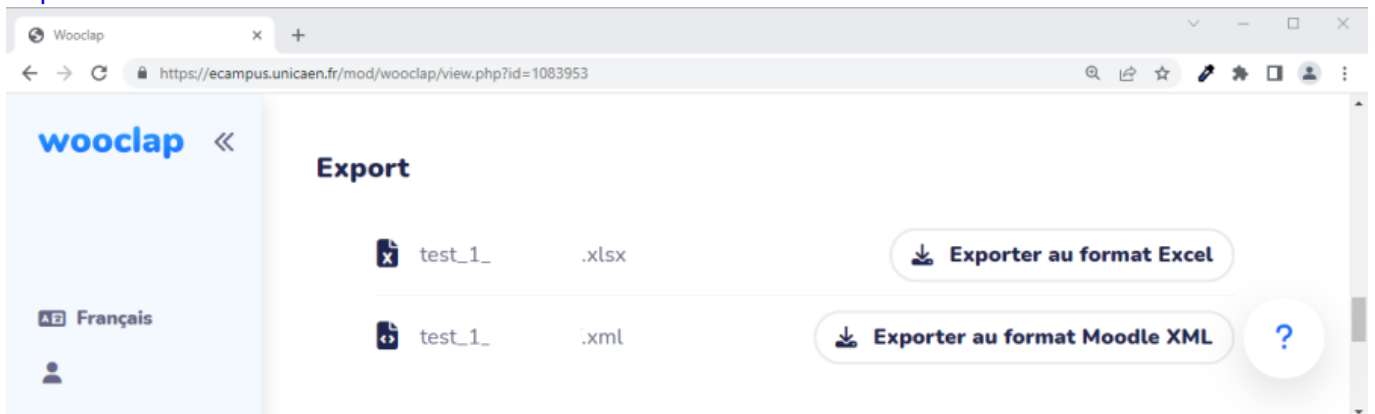 Wooclap
https://ecampus.unicaen.fr/mod/wooclap/view.php?id=1083953
wooclap
Export
test_1_ .xlsx Exporter au format Excel
Français
test_1_ .xml Exporter au format Moodle XML
?